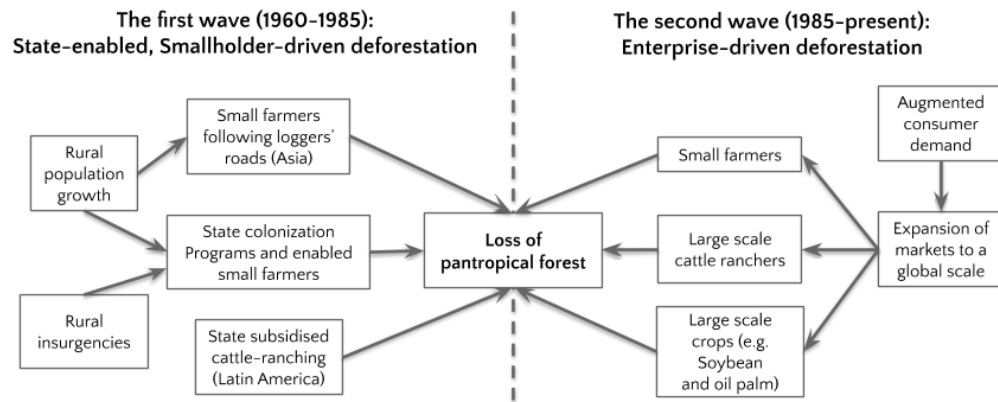 The first wave (1960-1985):
State-enabled, Smallholder-driven deforestation
The second wave (1985-present):
Enterprise-driven deforestation
Small farmers
following loggers'
roads (Asia)
Rural
population
growth
State colonization
Programs and enabled
small farmers
Rural
insurgencies
State subsidised
cattle-ranching
(Latin America)
Loss of
pantropical forest
Small farmers
Large scale
cattle ranchers
Large scale
crops (e.g.
Soybean
and oil palm)
Augmented
consumer
demand
Expansion of
markets to a
global scale